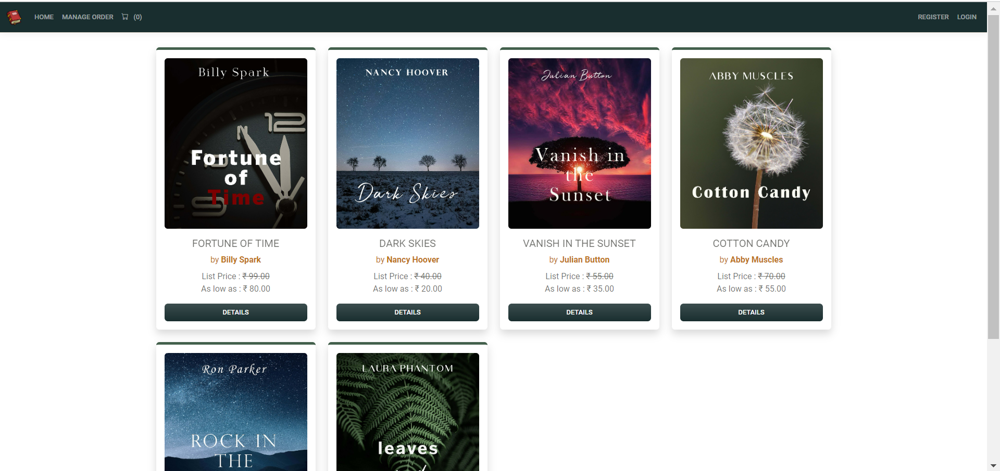 HOME MANAGE ORDER (0) REGISTER LOGIN
Billy Spark
12
Fortune
of
Time
FORTUNE OF TIME
by Billy Spark
List Price : ₹ 99.00
As low as : ₹ 80.00
DETAILS
NANCY HOOVER
Dark Skies
DARK SKIES
by Nancy Hoover
List Price : ₹ 40.00
As low as : ₹ 20.00
DETAILS
Julian Button
Vanish in
the
Sunset
VANISH IN THE SUNSET
by Julian Button
List Price : ₹ 55.00
As low as : ₹ 35.00
DETAILS
ABBY MUSCLES
Cotton Candy
COTTON CANDY
by Abby Muscles
List Price : ₹ 70.00
As low as : ₹ 55.00
DETAILS
Ron Parker
ROCK IN
THE
LAURA PHANTOM
leaves